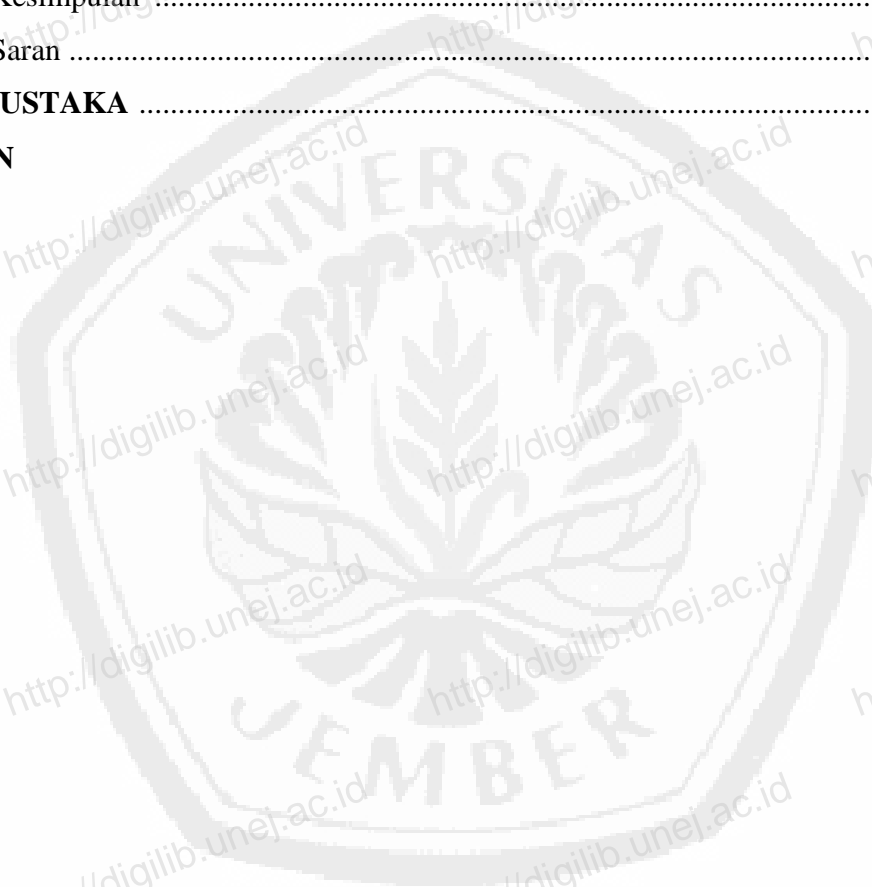 Kesimpulan ........................................................................................................
Saran ........................................................................................................
USTAKA ........................................................................................................
N
UNIVERSITAS
JEMBER
http://digilib.unej.ac.id
http://digilib.unej.ac.id
http://digilib.unej.ac.id
http://digilib.unej.ac.id
http://digilib.unej.ac.id
http://digilib.unej.ac.id
http://digilib.unej.ac.id
http://digilib.unej.ac.id